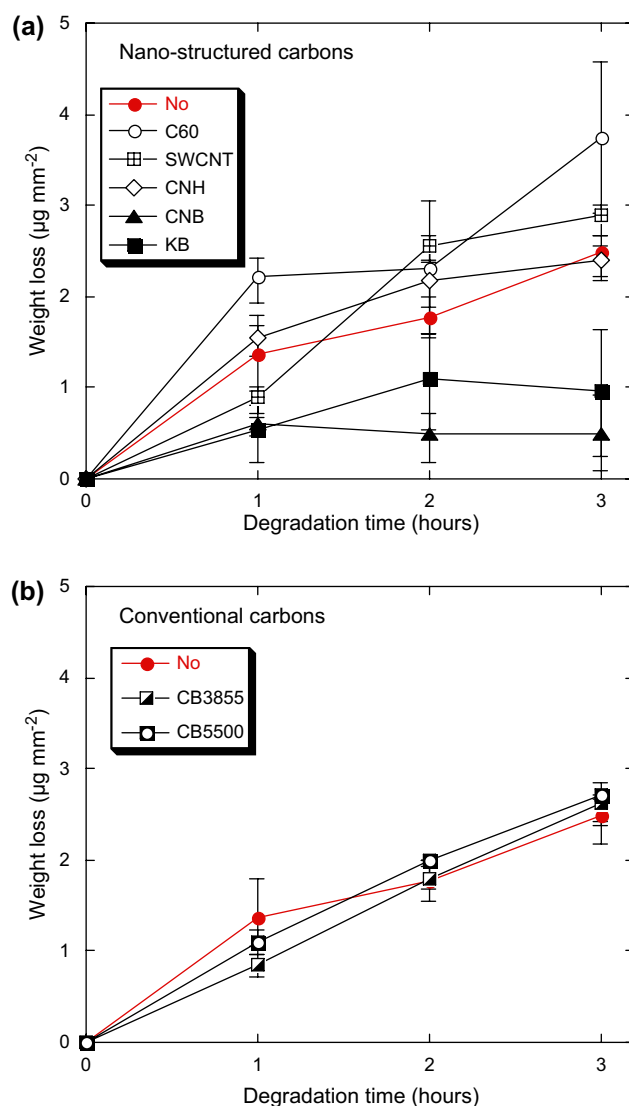 (a)
Nano-structured carbons
No
C60
SWCNT
CNH
CNB
KB
Weight loss (µg mm⁻²)
5
4
3
2
1
0
0 1 2 3
Degradation time (hours)
(b)
Conventional carbons
No
CB3855
CB5500
Weight loss (µg mm⁻²)
5
4
3
2
1
0
0 1 2 3
Degradation time (hours)